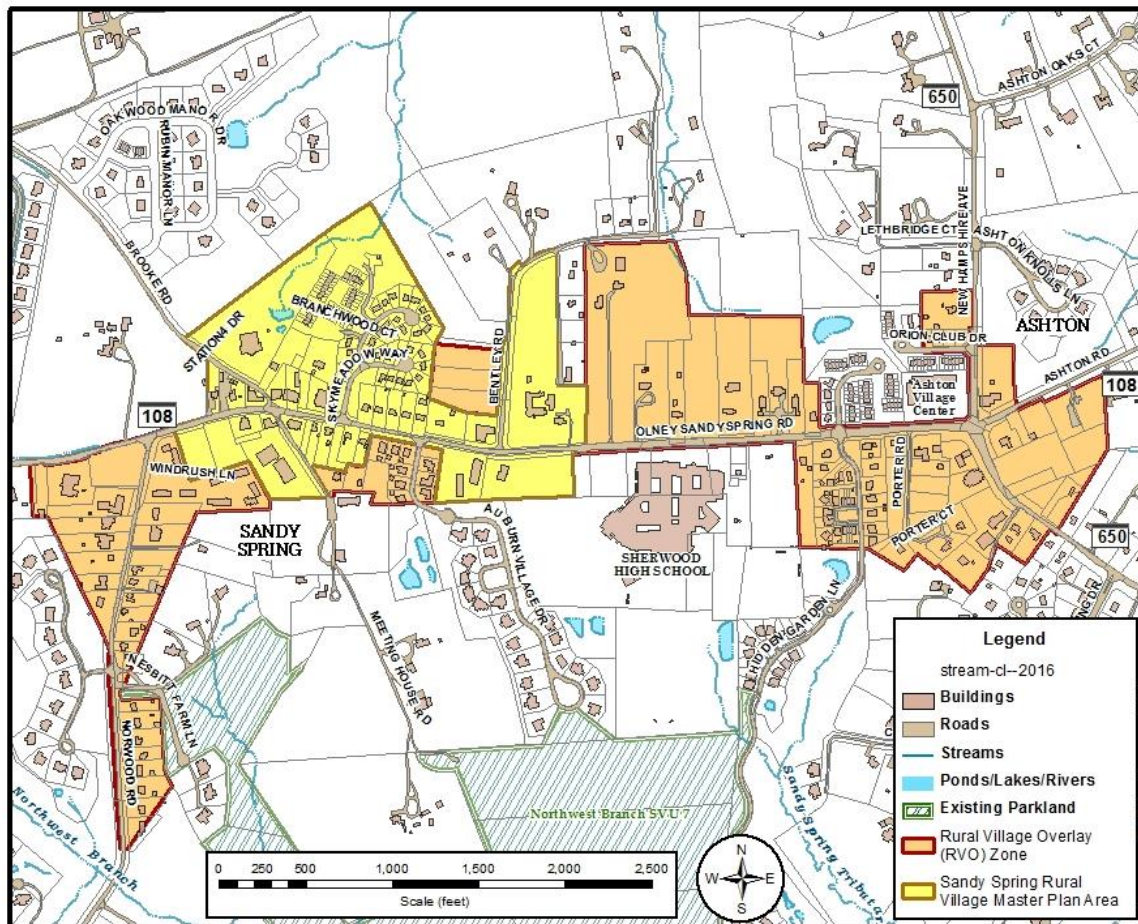 ASHTON OAKS CT
650
OAKWOOD MANOR DR
RUBIN MANOR LN
BROOKE RD
LETHBRIDGE CT
NEW HAMPSHIRE AVE
ASHTON KNOLLS LN
ASHTON
STATION 4 DR
BRANCHWOOD CT
SKYMEADOW WAY
BENTLEY RD
ORION CLUB DR
ASHTON RD
108
108
Ashton
Village
Center
OLNEY SANDY SPRING RD
WINDRUSH LN
PORTER RD
PORTER CT
SANDY
SPRING
AUBURN VILLAGE DR
SHERWOOD
HIGH SCHOOL
650
MEETING HOUSE RD
HIDDEN GARDEN LN
NESBITT FARM LN
NORWOOD RD
Northwest Branch
Northwest Branch SVU 7
Sandy Spring Tributary
0 250 500 1,000 1,500 2,000 2,500
Scale (feet)
N
W E
S
Legend
stream-cl--2016
Buildings
Roads
Streams
Ponds/Lakes/Rivers
Existing Parkland
Rural Village Overlay
(RVO) Zone
Sandy Spring Rural
Village Master Plan Area